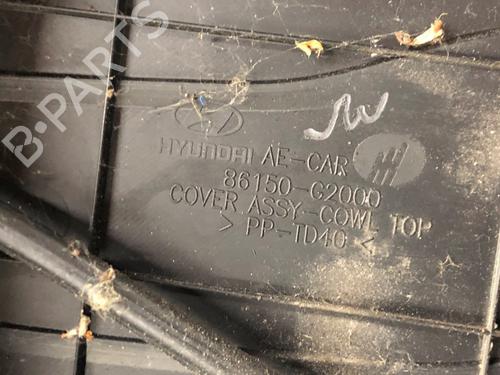 B-PARTS
HYUNDAI AE-CAR
86150-G2000
COVER ASSY-COWL TOP
> PP-TD40 <